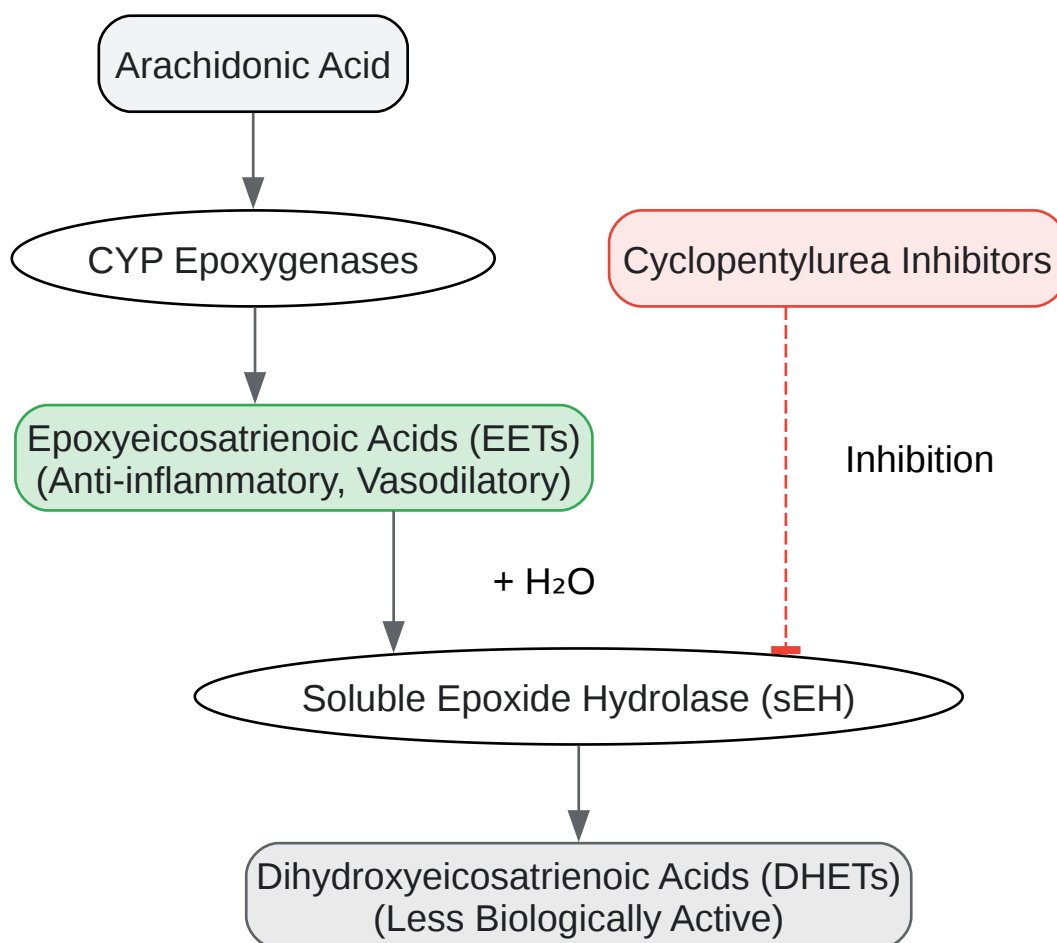 Arachidonic Acid
CYP Epoxygenases
Cyclopentylurea Inhibitors
Epoxyeicosatrienoic Acids (EETs)
(Anti-inflammatory, Vasodilatory)
Inhibition
+ H₂O
Soluble Epoxide Hydrolase (sEH)
Dihydroxyeicosatrienoic Acids (DHETs)
(Less Biologically Active)